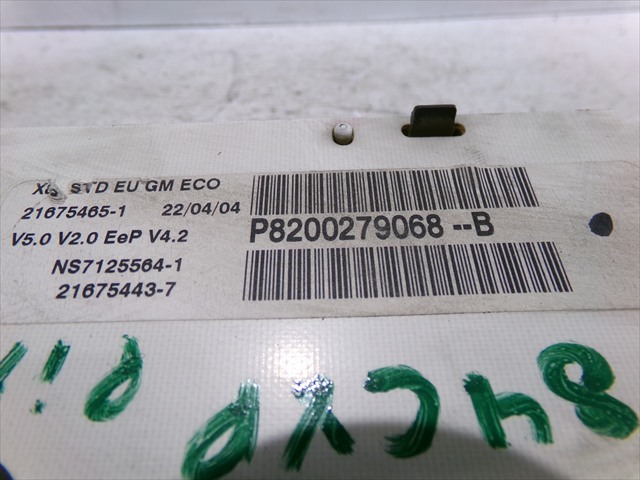 STD EU GM ECO
21675465-1 22/04/04
V5.0 V2.0 EeP V4.2
NS7125564-1
21675443-7
P8200279068--B